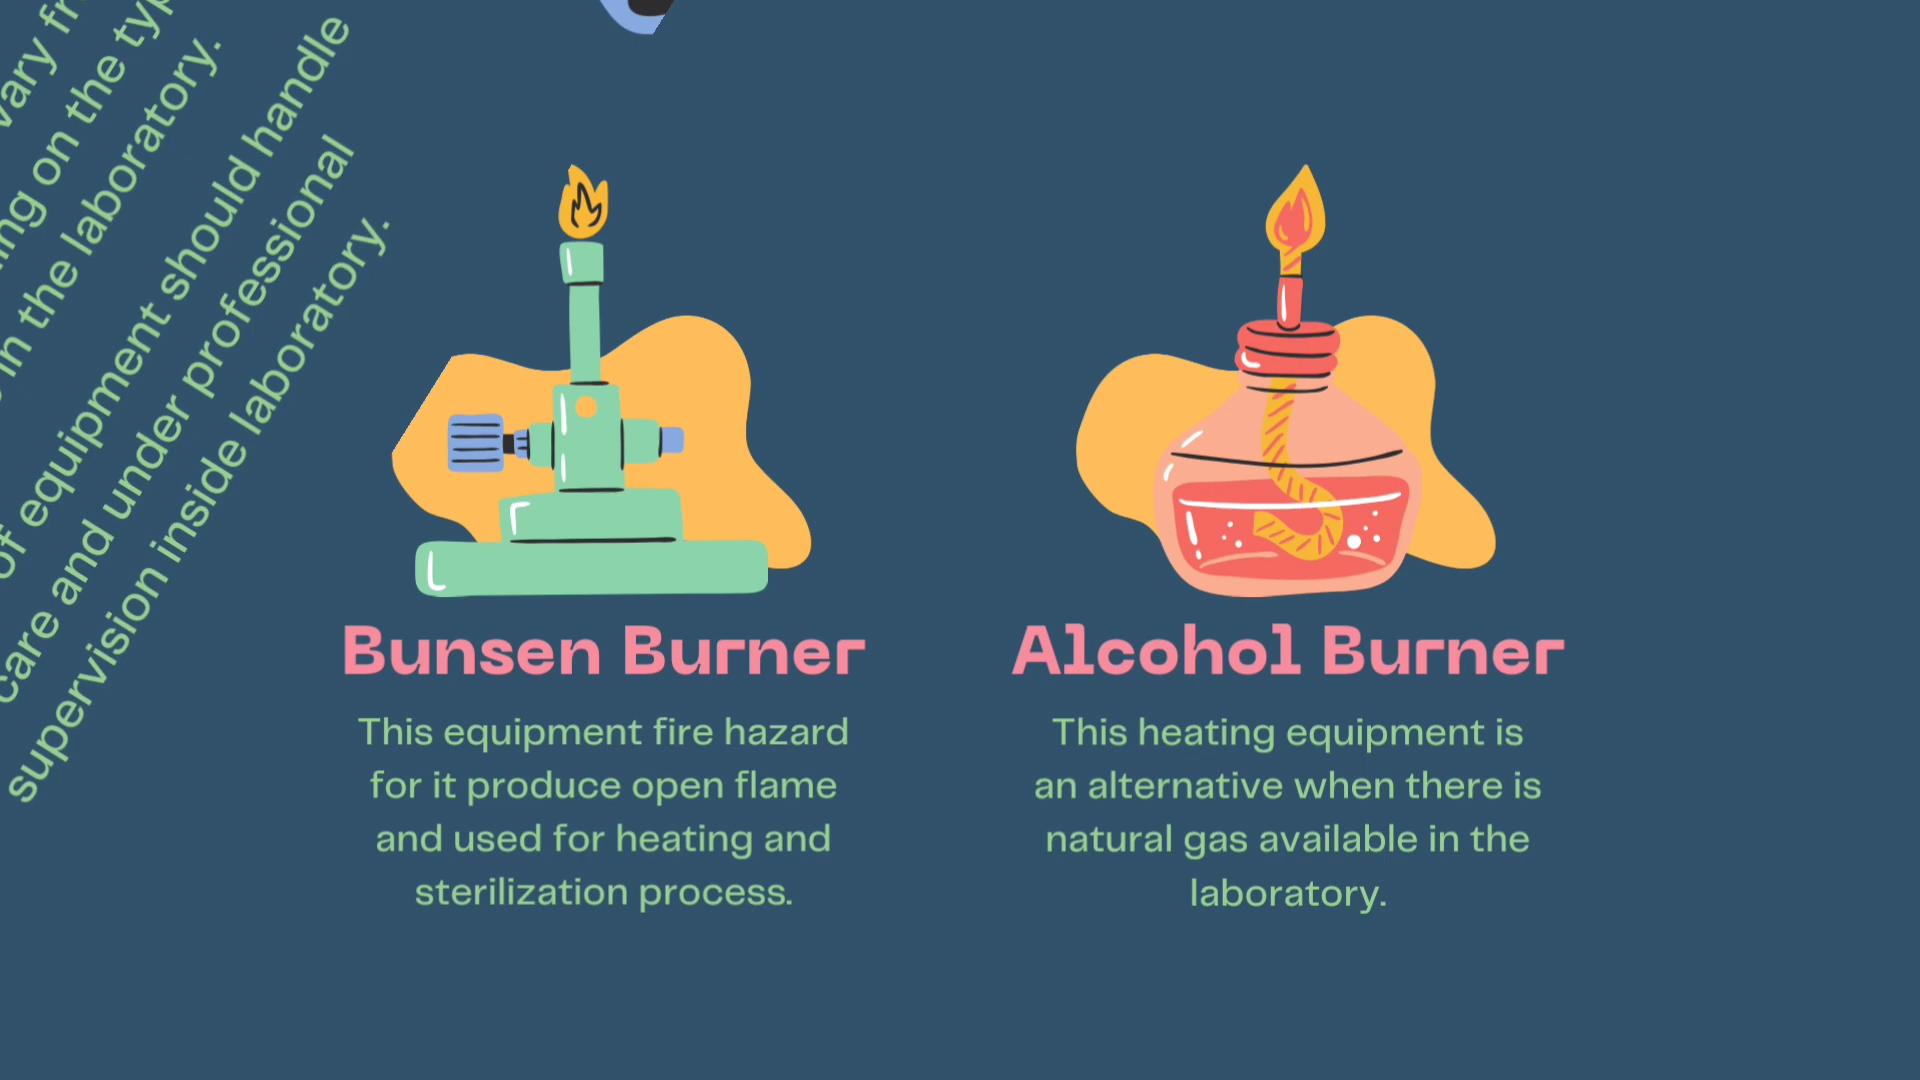 vary
on the
in the laboratory.
of equipment should handle
care and under professional
supervision inside laboratory.
Bunsen Burner
This equipment fire hazard
for it produce open flame
and used for heating and
sterilization process.
Alcohol Burner
This heating equipment is
an alternative when there is
natural gas available in the
laboratory.